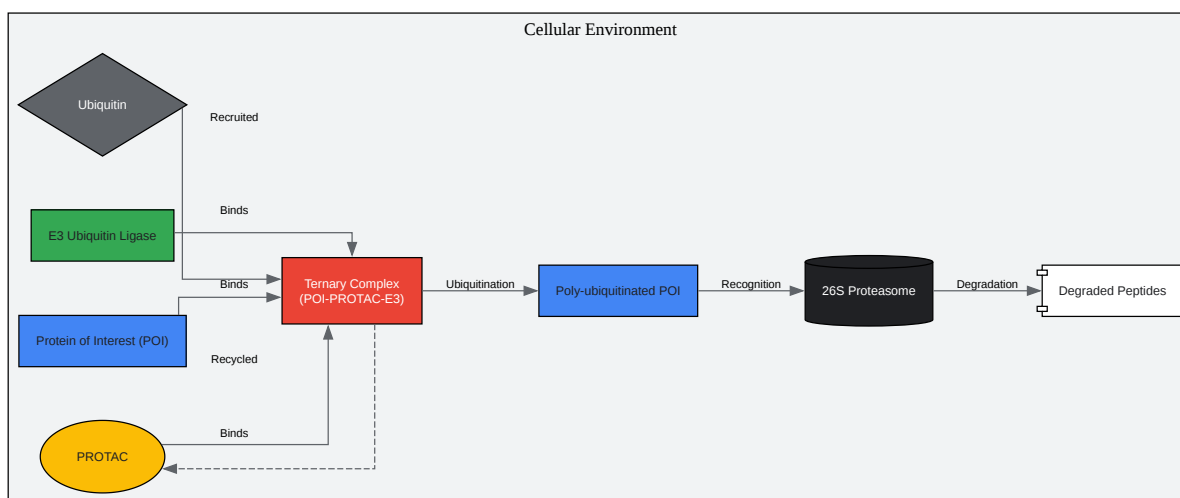 Cellular Environment
Ubiquitin
Recruited
E3 Ubiquitin Ligase
Binds
Ternary Complex
(POI-PROTAC-E3)
Binds
Ubiquitination
Poly-ubiquitinated POI
Recognition
26S Proteasome
Degradation
Degraded Peptides
Protein of Interest (POI)
Recycled
PROTAC
Binds